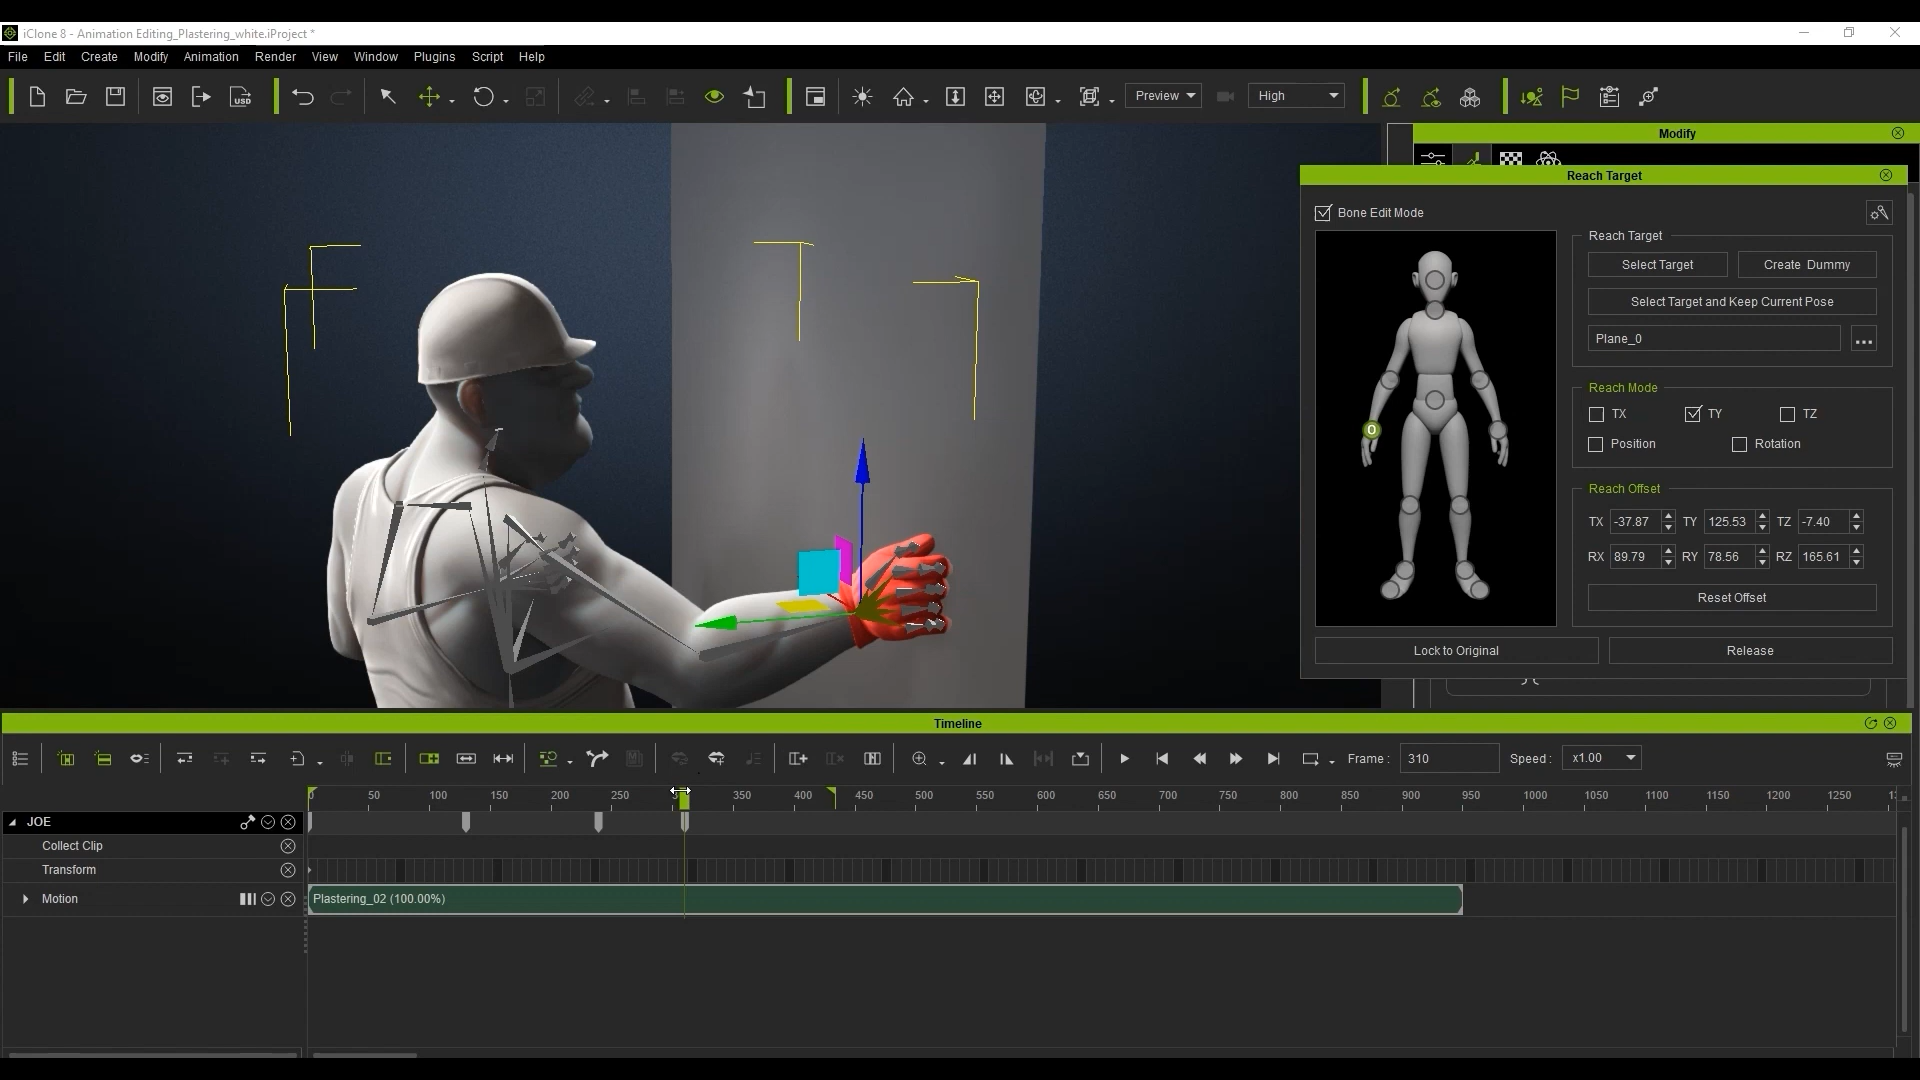 iClone 8 - Animation Editing_Plastering_white.iProject *
File Edit Create Modify Animation Render View Window Plugins Script Help
USD Preview High
Modify
Reach Target
Bone Edit Mode
Reach Target
Select Target Create Dummy
Select Target and Keep Current Pose
Plane_0 ...
Reach Mode
TX TY TZ
Position Rotation
O
Reach Offset
TX -37.87 TY 125.53 TZ -7.40
RX 89.79 RY 78.56 RZ 165.61
Reset Offset
Lock to Original Release
Timeline
Frame : 310 Speed : x1.00
0 50 100 150 200 250 350 400 450 500 550 600 650 700 750 800 850 900 950 1000 1050 1100 1150 1200 1250
JOE
Collect Clip
Transform
Motion Plastering_02 (100.00%)